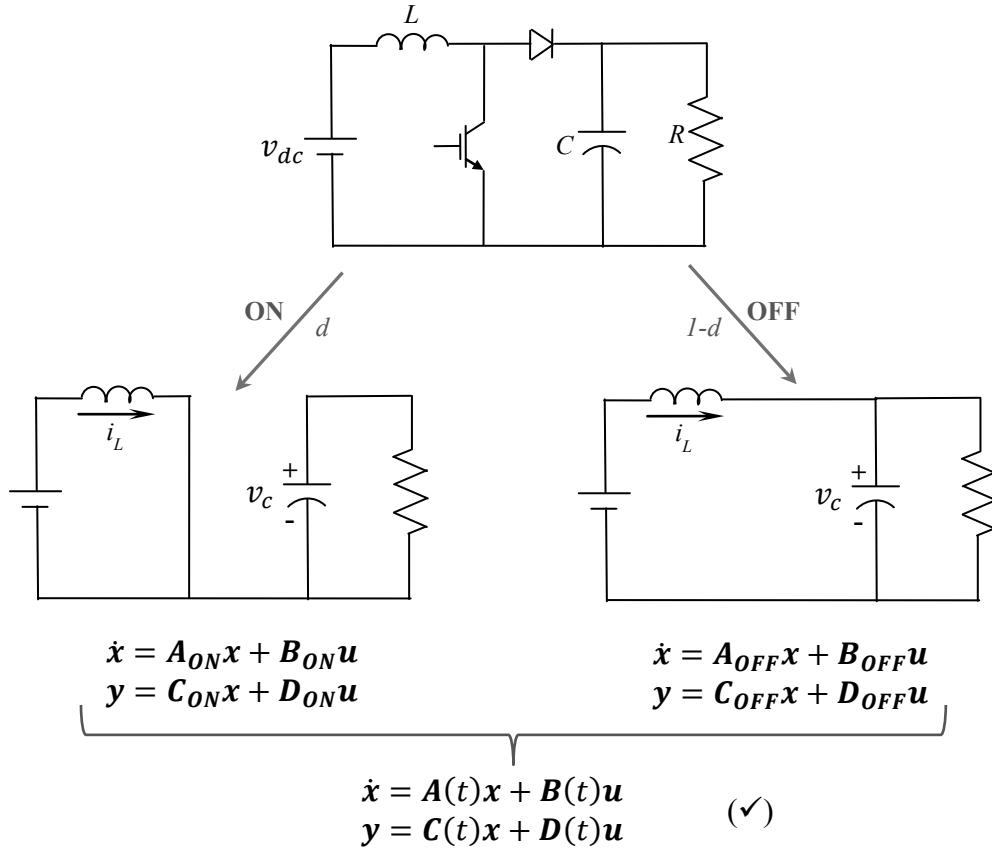 L
v_dc
C
R
ON
d
1-d
OFF
i_L
v_c
+
-
i_L
v_c
+
-
ẋ = A_ON x + B_ON u
y = C_ON x + D_ON u
ẋ = A_OFF x + B_OFF u
y = C_OFF x + D_OFF u
ẋ = A(t)x + B(t)u
y = C(t)x + D(t)u
(✓)